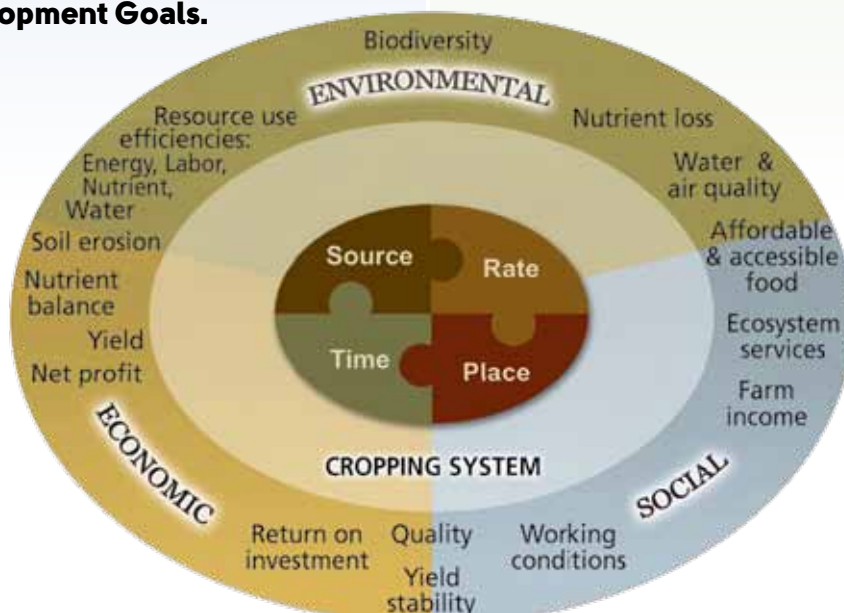 opment Goals.
Biodiversity
ENVIRONMENTAL
Resource use
efficiencies:
Energy, Labor,
Nutrient,
Water
Soil erosion
Nutrient
balance
Yield
Net profit
ECONOMIC
Nutrient loss
Water &
air quality
Affordable
& accessible
food
Ecosystem
services
Farm
income
SOCIAL
Source
Rate
Time
Place
CROPPING SYSTEM
Return on
investment
Quality
Yield
stability
Working
conditions